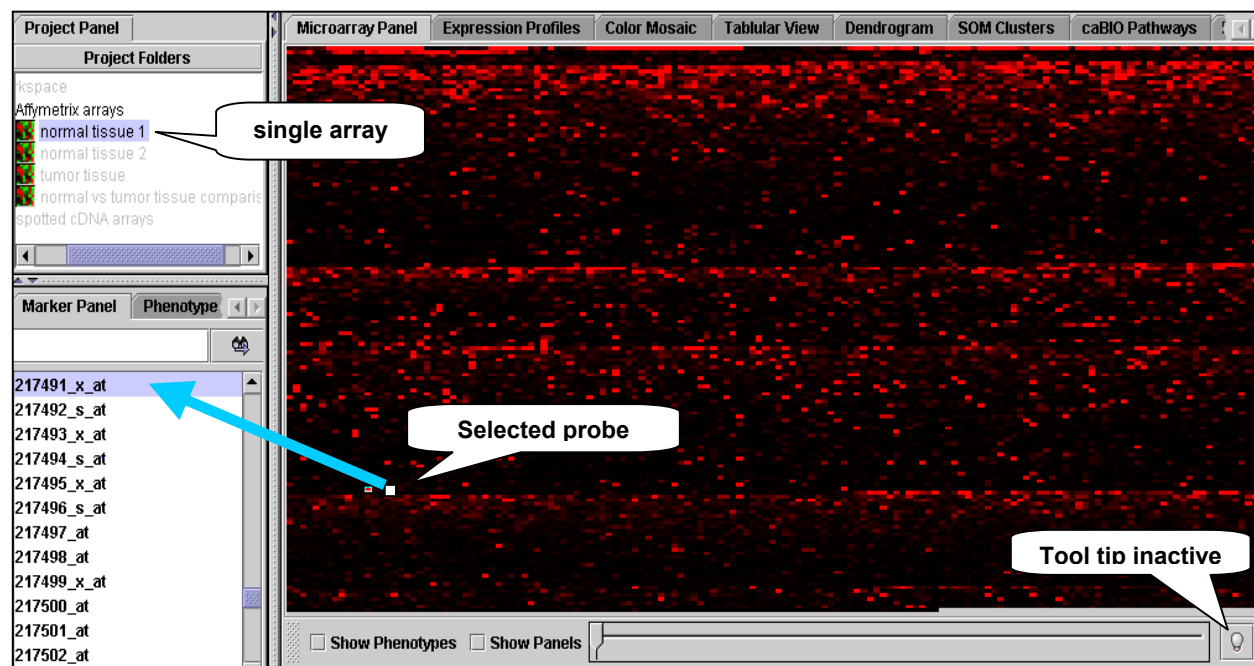 Project Panel
Project Folders
rkspace
Affymetrix arrays
normal tissue 1
normal tissue 2
tumor tissue
normal vs tumor tissue comparis
spotted cDNA arrays
single array
Marker Panel Phenotype
217491_x_at
217492_s_at
217493_x_at
217494_s_at
217495_x_at
217496_s_at
217497_at
217498_at
217499_x_at
217500_at
217501_at
217502_at
Microarray Panel Expression Profiles Color Mosaic Tablular View Dendrogram SOM Clusters caBIO Pathways
Selected probe
Tool tip inactive
Show Phenotypes Show Panels